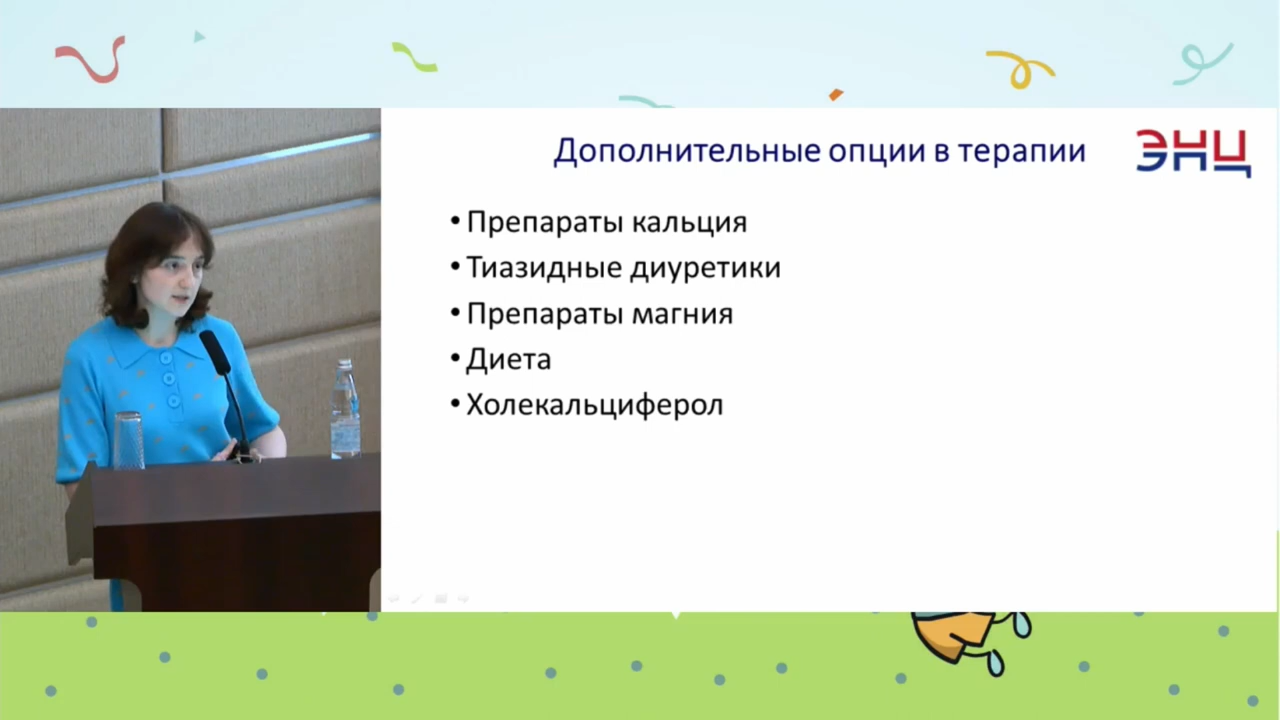 Дополнительные опции в терапии
ЭНЦ
• Препараты кальция
• Тиазидные диуретики
• Препараты магния
• Диета
• Холекальциферол